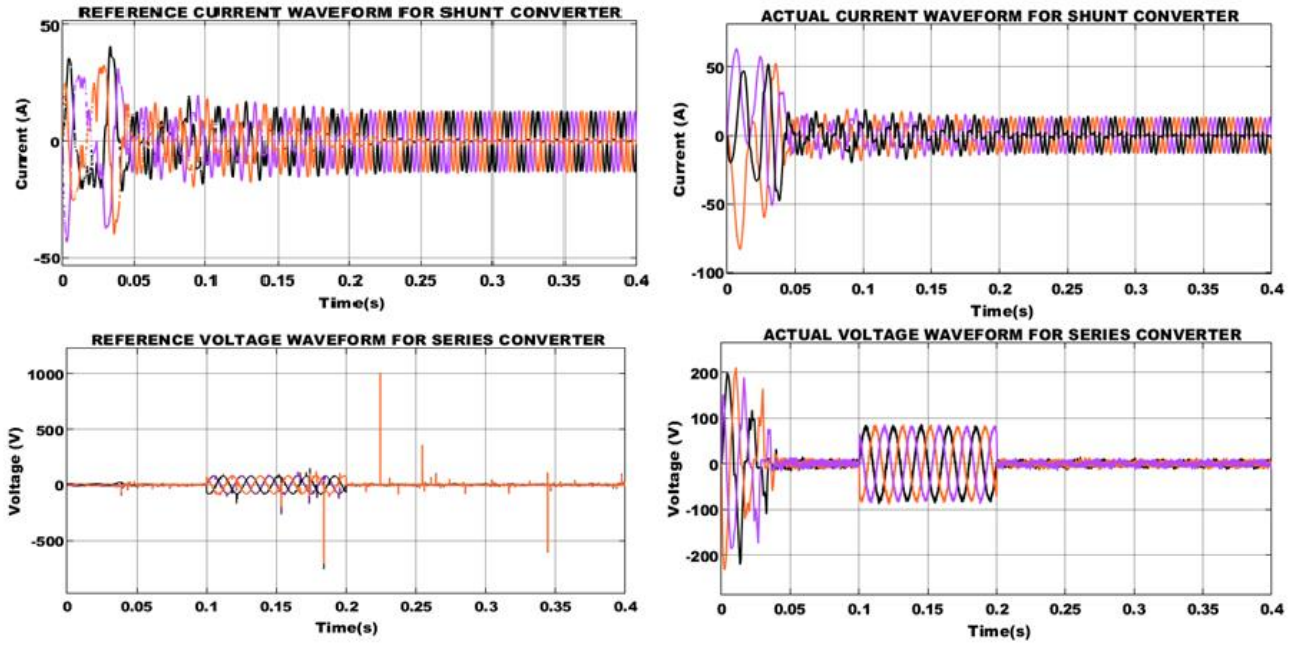 REFERENCE CURRENT WAVEFORM FOR SHUNT CONVERTER
50
0
-50
Current (A)
0 0.05 0.1 0.15 0.2 0.25 0.3 0.35 0.4
Time(s)
ACTUAL CURRENT WAVEFORM FOR SHUNT CONVERTER
50
0
-50
-100
Current (A)
0 0.05 0.1 0.15 0.2 0.25 0.3 0.35 0.4
Time(s)
REFERENCE VOLTAGE WAVEFORM FOR SERIES CONVERTER
1000
500
0
-500
Voltage (V)
0 0.05 0.1 0.15 0.2 0.25 0.3 0.35 0.4
Time(s)
ACTUAL VOLTAGE WAVEFORM FOR SERIES CONVERTER
200
100
0
-100
-200
Voltage (V)
0 0.05 0.1 0.15 0.2 0.25 0.3 0.35 0.4
Time(s)